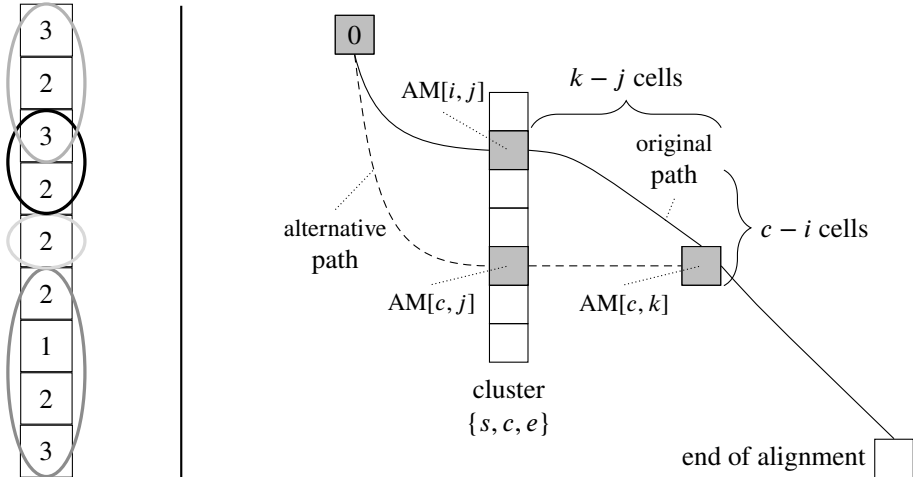 3
2
3
2
2
2
1
2
3
0
AM[i, j]
k − j cells
original
path
c − i cells
alternative
path
AM[c, j]
AM[c, k]
cluster
{s, c, e}
end of alignment